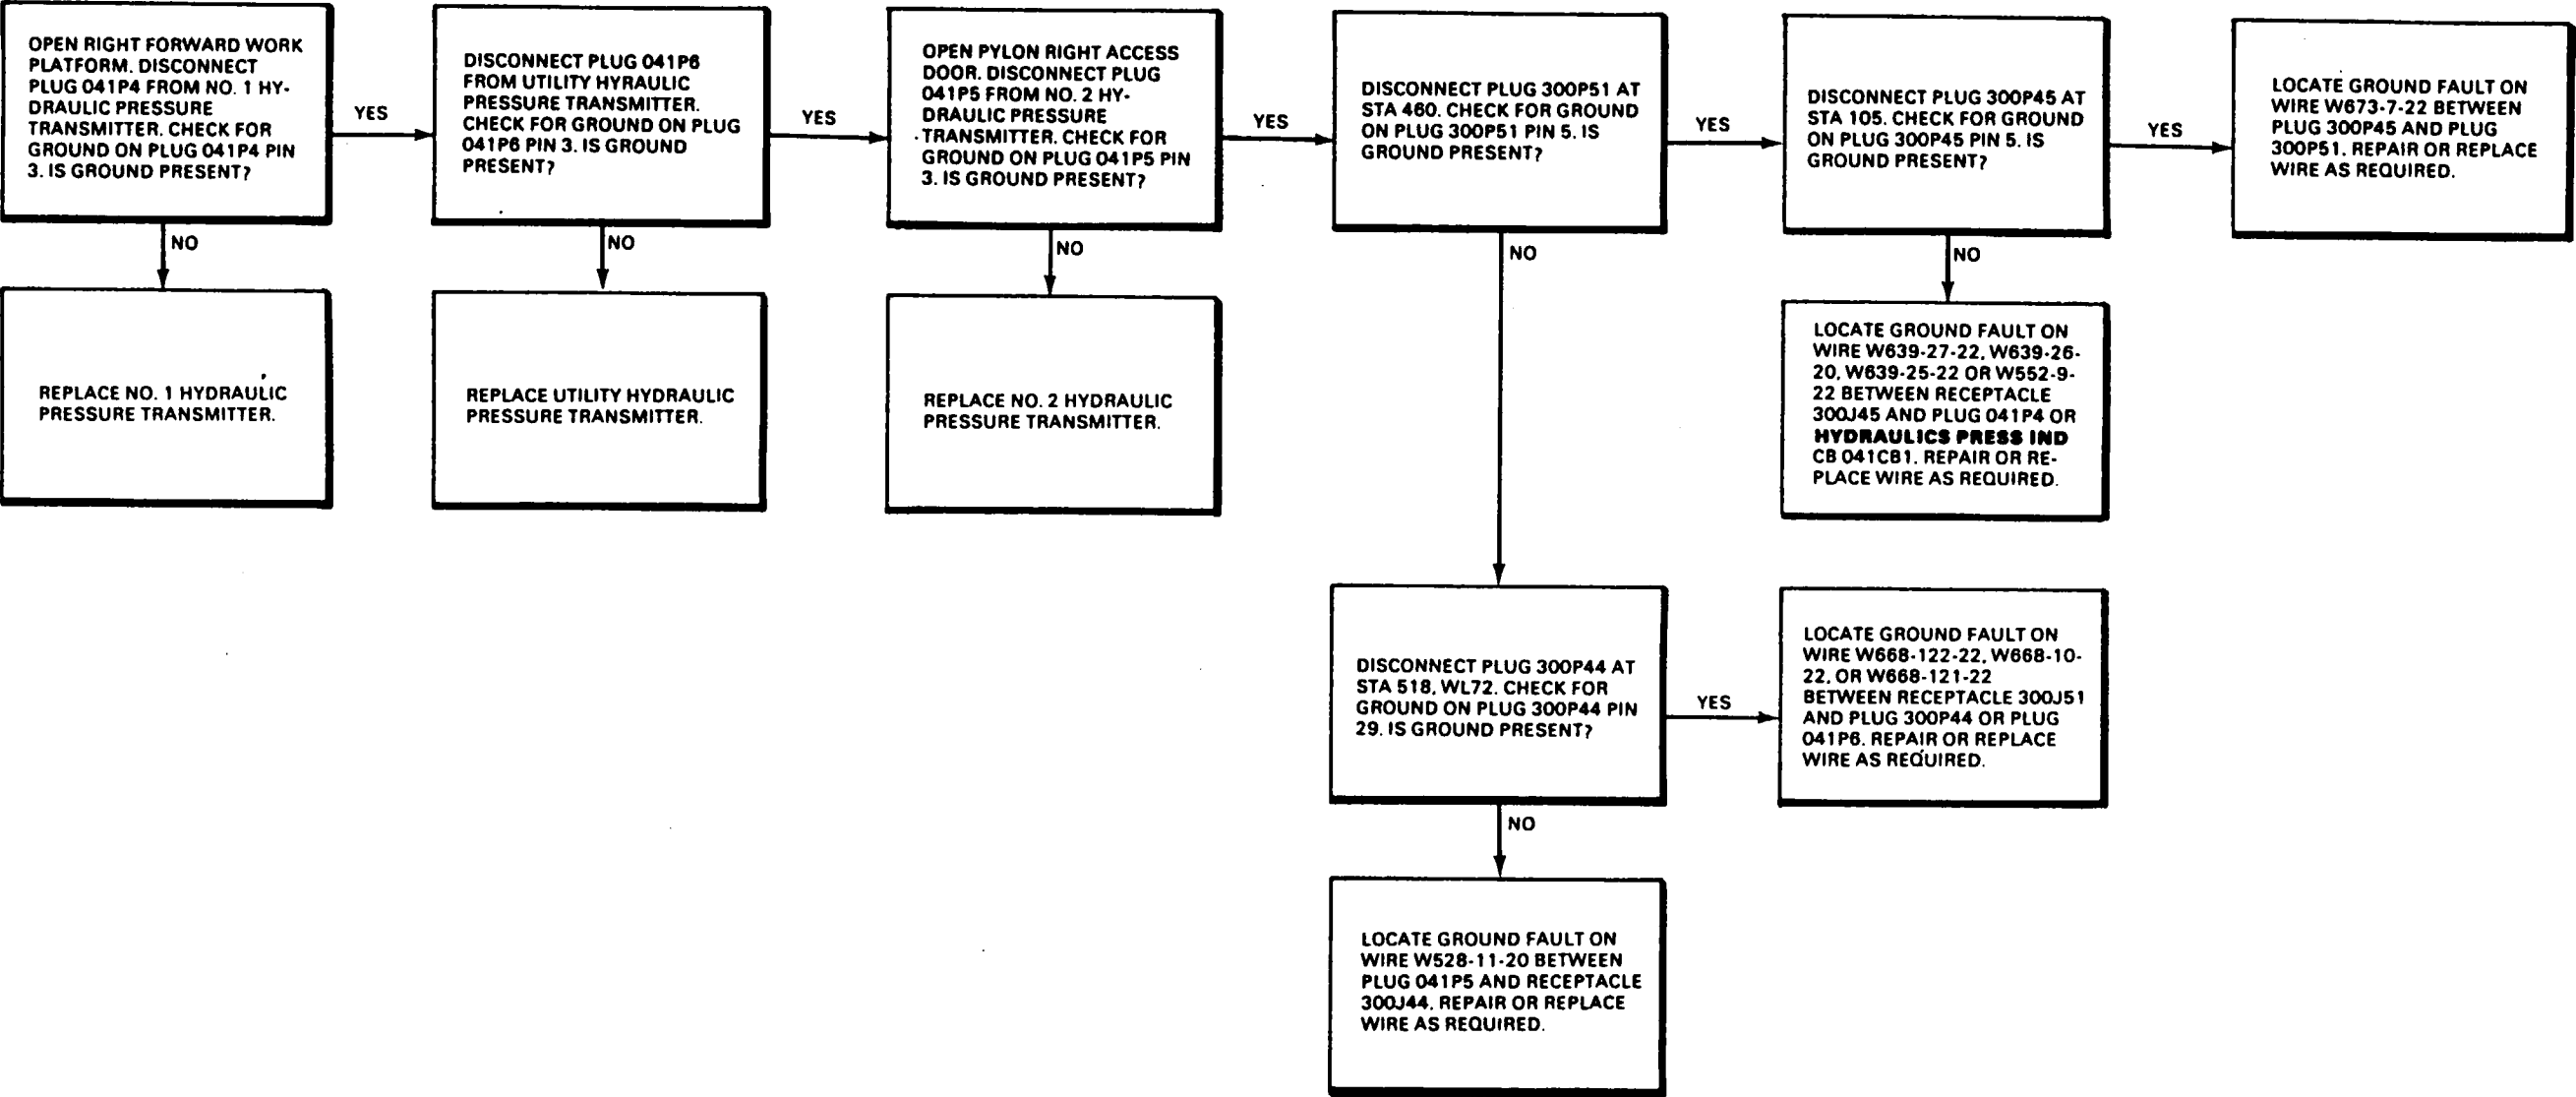 OPEN RIGHT FORWARD WORK
PLATFORM. DISCONNECT
PLUG 041P4 FROM NO. 1 HY-
DRAULIC PRESSURE
TRANSMITTER. CHECK FOR
GROUND ON PLUG 041P4 PIN
3. IS GROUND PRESENT?
YES
NO
REPLACE NO. 1 HYDRAULIC
PRESSURE TRANSMITTER.
DISCONNECT PLUG 041P6
FROM UTILITY HYRAULIC
PRESSURE TRANSMITTER.
CHECK FOR GROUND ON PLUG
041P6 PIN 3. IS GROUND
PRESENT?
YES
NO
REPLACE UTILITY HYDRAULIC
PRESSURE TRANSMITTER.
OPEN PYLON RIGHT ACCESS
DOOR. DISCONNECT PLUG
041P5 FROM NO. 2 HY-
DRAULIC PRESSURE
TRANSMITTER. CHECK FOR
GROUND ON PLUG 041P5 PIN
3. IS GROUND PRESENT?
YES
NO
REPLACE NO. 2 HYDRAULIC
PRESSURE TRANSMITTER.
DISCONNECT PLUG 300P51 AT
STA 460. CHECK FOR GROUND
ON PLUG 300P51 PIN 5. IS
GROUND PRESENT?
YES
NO
DISCONNECT PLUG 300P45 AT
STA 105. CHECK FOR GROUND
ON PLUG 300P45 PIN 5. IS
GROUND PRESENT?
YES
NO
LOCATE GROUND FAULT ON
WIRE W673-7-22 BETWEEN
PLUG 300P45 AND PLUG
300P51. REPAIR OR REPLACE
WIRE AS REQUIRED.
LOCATE GROUND FAULT ON
WIRE W639-27-22, W639-26-
20, W639-25-22 OR W552-9-
22 BETWEEN RECEPTACLE
300J45 AND PLUG 041P4 OR
HYDRAULICS PRESS IND
CB 041CB1. REPAIR OR RE-
PLACE WIRE AS REQUIRED.
DISCONNECT PLUG 300P44 AT
STA 518, WL72. CHECK FOR
GROUND ON PLUG 300P44 PIN
29. IS GROUND PRESENT?
YES
NO
LOCATE GROUND FAULT ON
WIRE W668-122-22, W668-10-
22, OR W668-121-22
BETWEEN RECEPTACLE 300J51
AND PLUG 300P44 OR PLUG
041P6. REPAIR OR REPLACE
WIRE AS REQUIRED.
LOCATE GROUND FAULT ON
WIRE W528-11-20 BETWEEN
PLUG 041P5 AND RECEPTACLE
300J44. REPAIR OR REPLACE
WIRE AS REQUIRED.